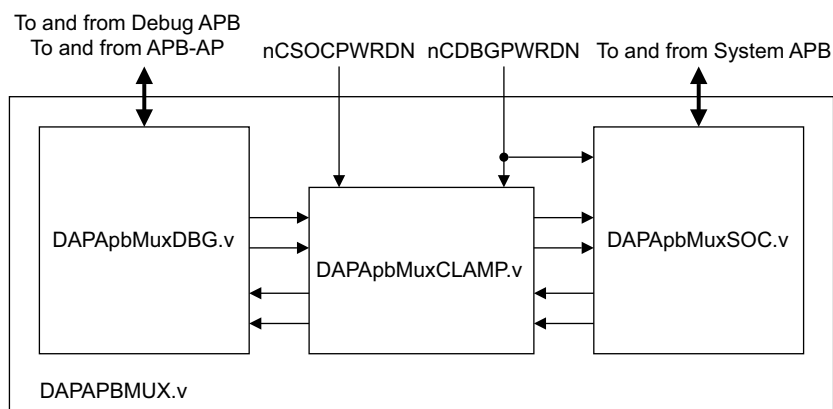 To and from Debug APB
To and from APB-AP
nCSOCPWRDN
nCDBGPWRDN
To and from System APB
DAPApbMuxDBG.v
DAPApbMuxCLAMP.v
DAPApbMuxSOC.v
DAPAPBMUX.v